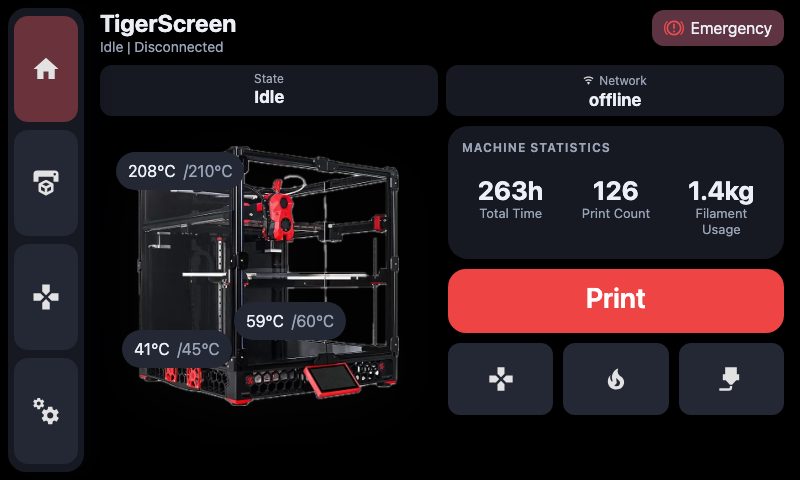 TigerScreen
Idle | Disconnected
Emergency
State
Idle
Network
offline
208°C /210°C
59°C /60°C
41°C /45°C
MACHINE STATISTICS
263h
Total Time
126
Print Count
1.4kg
Filament
Usage
Print